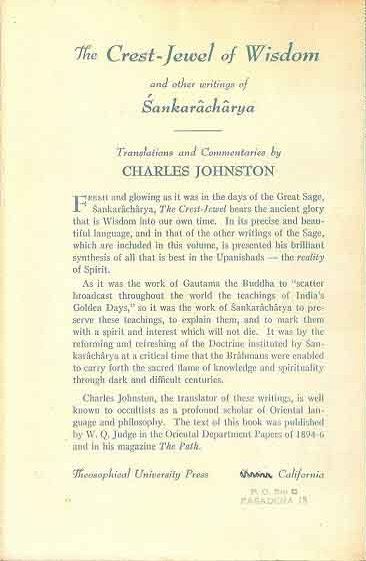 The Crest-Jewel of Wisdom
and other writings of
Śankarâchârya
Translations and Commentaries by
CHARLES JOHNSTON
FRESH and glowing as it was in the days of the Great Sage,
Śankarâchârya, The Crest-Jewel bears the ancient glory
that is Wisdom into our own time. In its precise and beau-
tiful language, and in that of the other writings of the Sage,
which are included in this volume, is presented his brilliant
synthesis of all that is best in the Upanishads — the reality
of Spirit.
As it was the work of Gautama the Buddha to "scatter
broadcast throughout the world the teachings of India's
Golden Days," so it was the work of Śankarâchârya to pre-
serve these teachings, to explain them, and to mark them
with a spirit and interest which will not die. It was by the
reforming and refreshing of the Doctrine instituted by Śan-
karâchârya at a critical time that the Brâhmans were enabled
to carry forth the sacred flame of knowledge and spirituality
through dark and difficult centuries.
Charles Johnston, the translator of these writings, is well
known to occultists as a profound scholar of Oriental lan-
guage and philosophy. The text of this book was published
by W. Q. Judge in the Oriental Department Papers of 1894-6
and in his magazine The Path.
Theosophical University Press California
P. O. Bin C
PASADENA 15